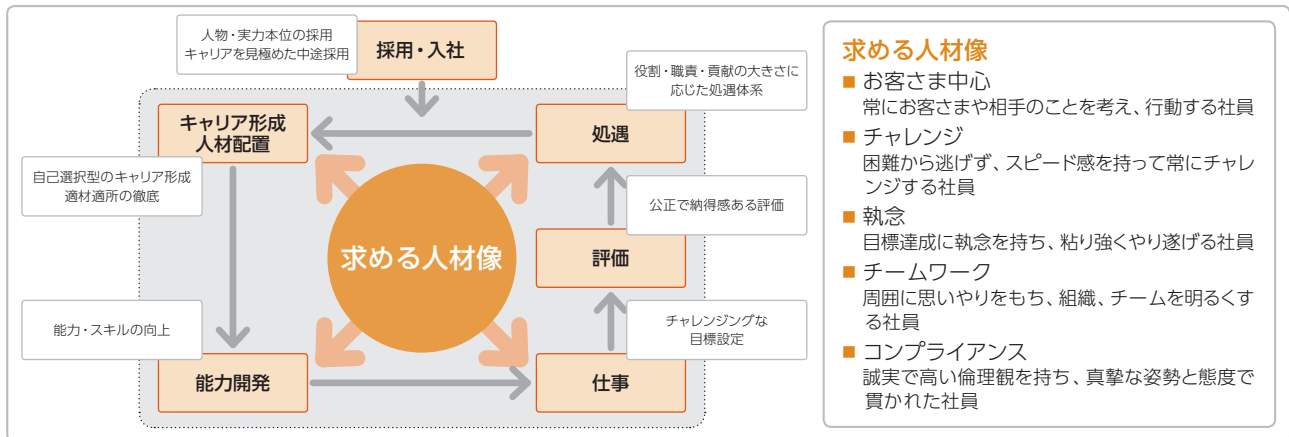 人物・実力本位の採用
キャリアを見極めた中途採用
採用・入社
役割・職責・貢献の大きさに
応じた処遇体系
キャリア形成
人材配置
処遇
自己選択型のキャリア形成
適材適所の徹底
公正で納得感ある評価
求める人材像
評価
能力・スキルの向上
チャレンジングな
目標設定
能力開発
仕事
求める人材像
■ お客さま中心
常にお客さまや相手のことを考え、行動する社員
■ チャレンジ
困難から逃げず、スピード感を持って常にチャレ
ンジする社員
■ 執念
目標達成に執念を持ち、粘り強くやり遂げる社員
■ チームワーク
周囲に思いやりをもち、組織、チームを明るくす
る社員
■ コンプライアンス
誠実で高い倫理観を持ち、真摯な姿勢と態度で
貫かれた社員